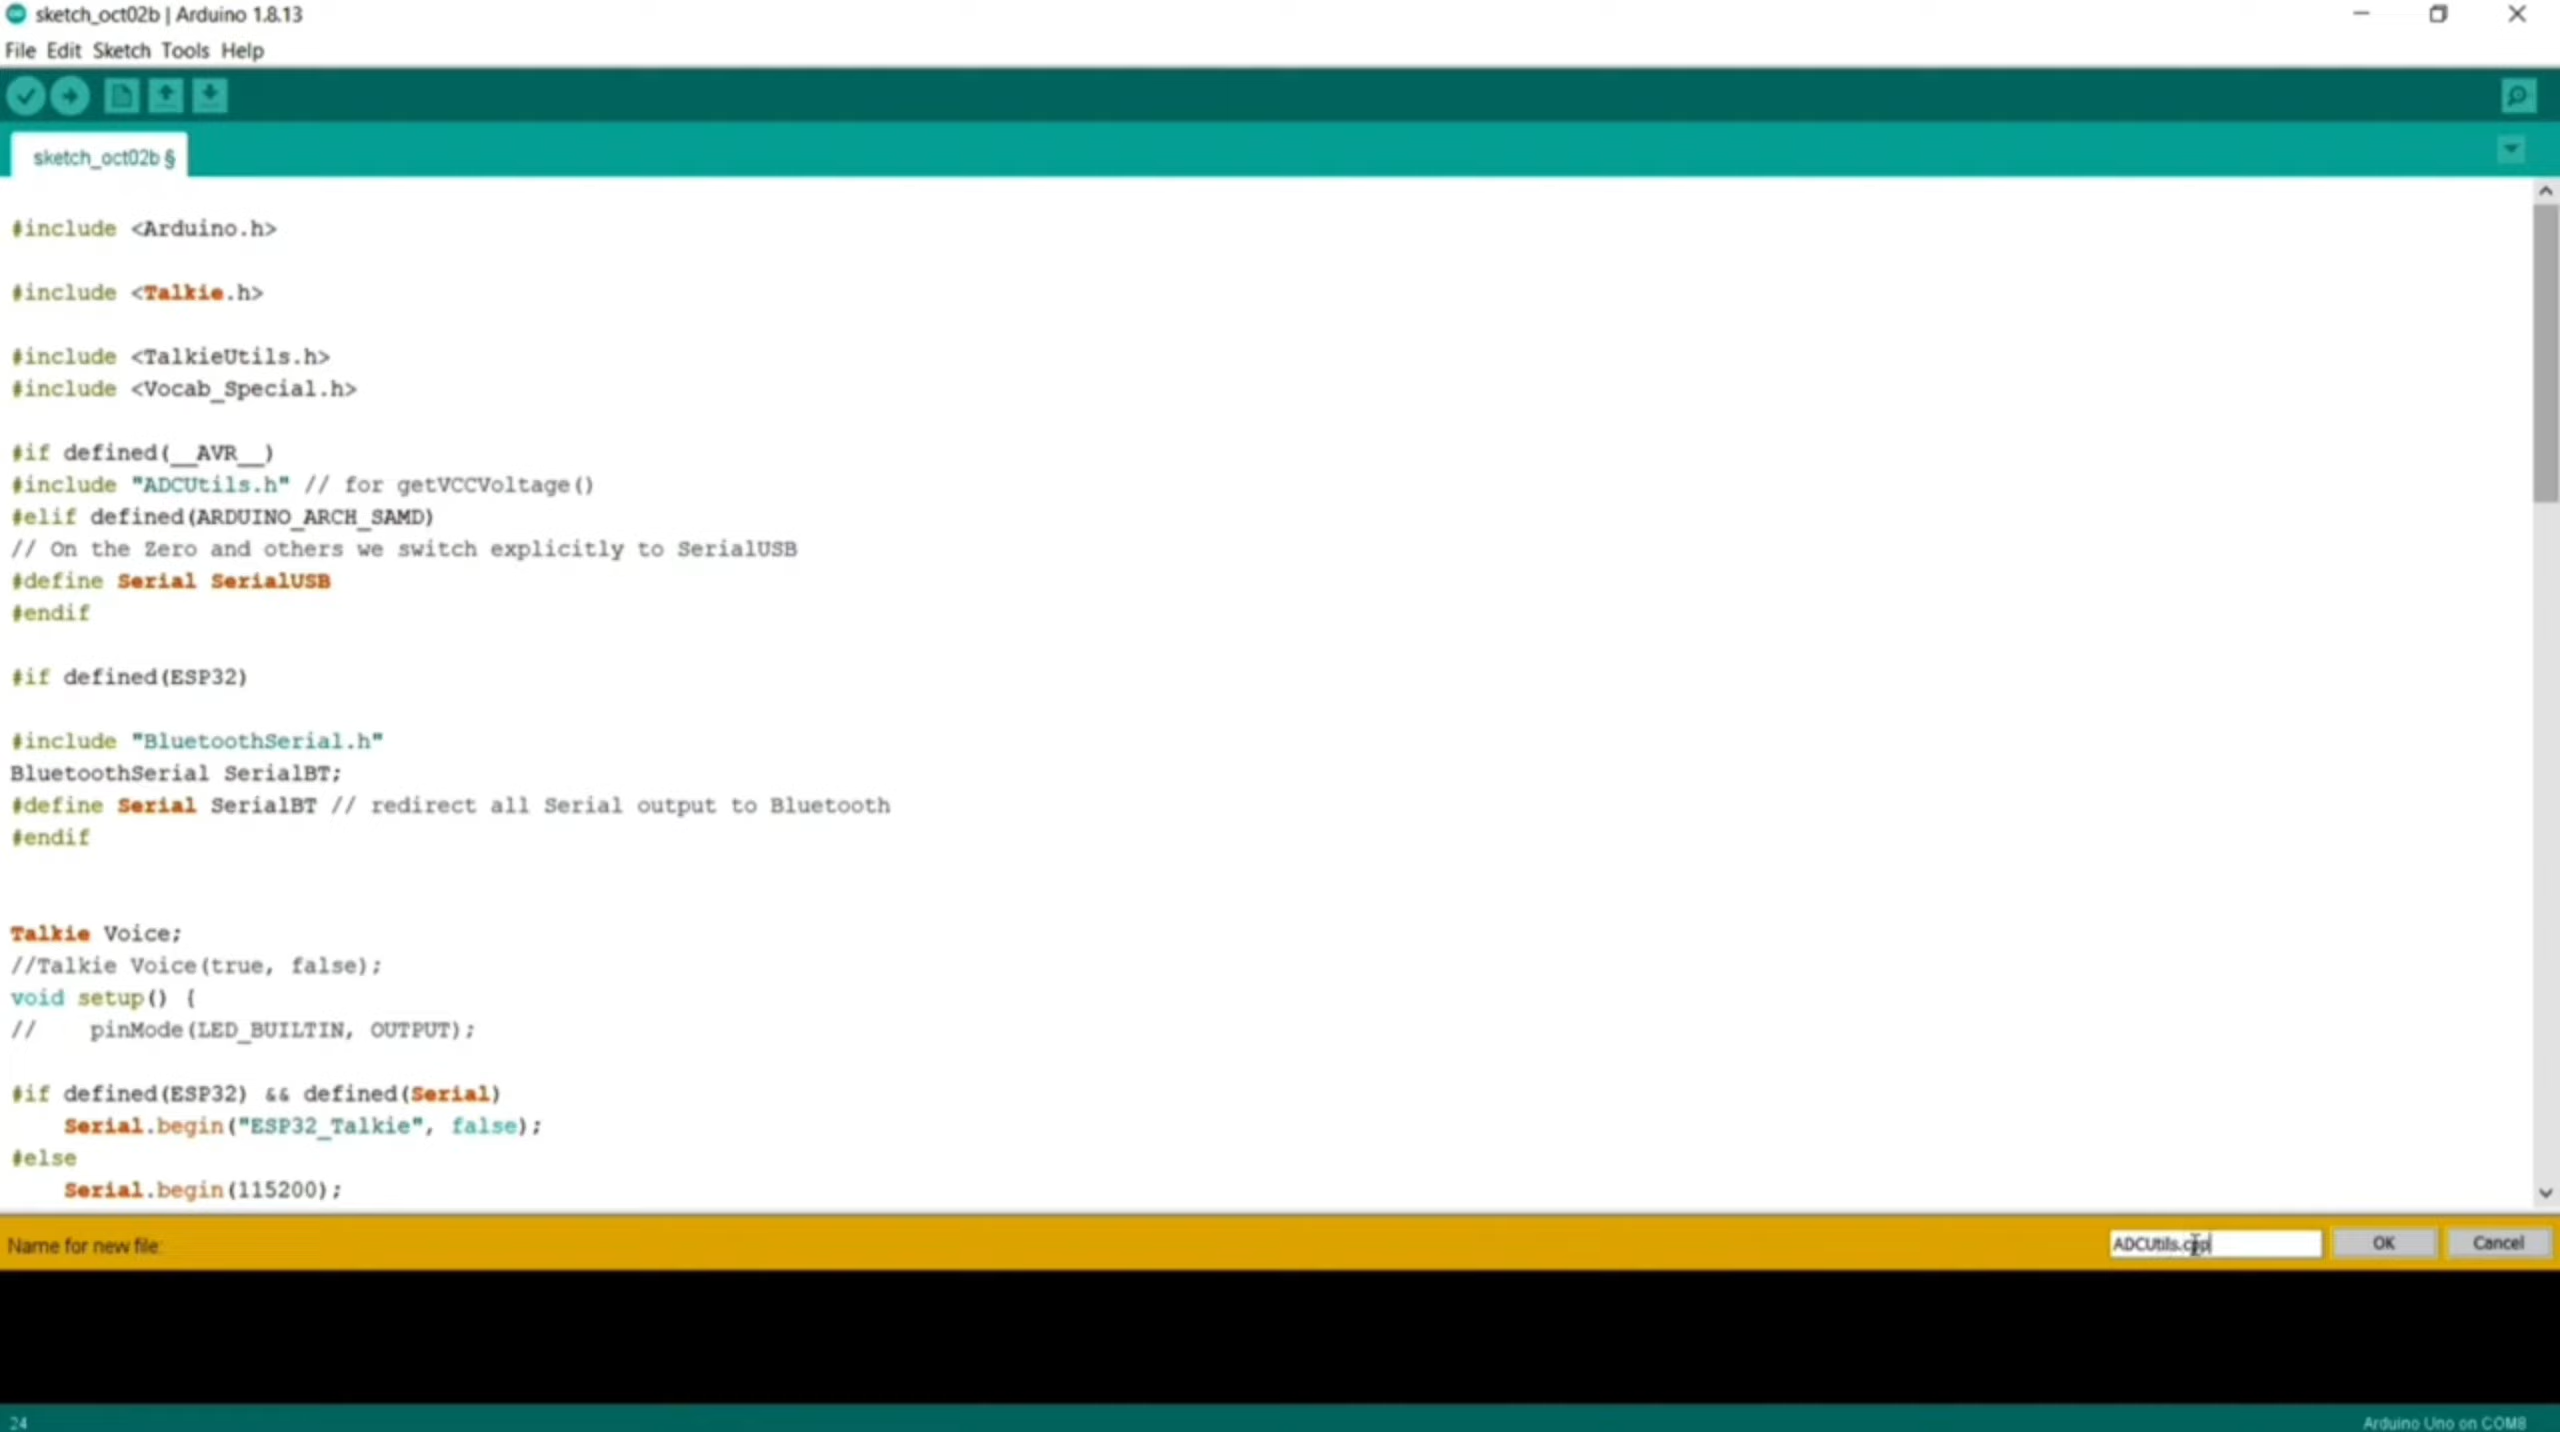 sketch_oct02b | Arduino 1.8.13
File Edit Sketch Tools Help
sketch_oct02b §
#include <Arduino.h>
#include <Talkie.h>
#include <TalkieUtils.h>
#include <Vocab_Special.h>
#if defined(__AVR__)
#include "ADCUtils.h" // for getVCCVoltage()
#elif defined(ARDUINO_ARCH_SAMD)
// On the Zero and others we switch explicitly to SerialUSB
#define Serial SerialUSB
#endif
#if defined(ESP32)
#include "BluetoothSerial.h"
BluetoothSerial SerialBT;
#define Serial SerialBT // redirect all Serial output to Bluetooth
#endif
Talkie Voice;
//Talkie Voice(true, false);
void setup() {
//    pinMode(LED_BUILTIN, OUTPUT);
#if defined(ESP32) && defined(Serial)
    Serial.begin("ESP32_Talkie", false);
#else
    Serial.begin(115200);
Name for new file: ADCUtils.cpp OK Cancel
24 Arduino Uno on COM8